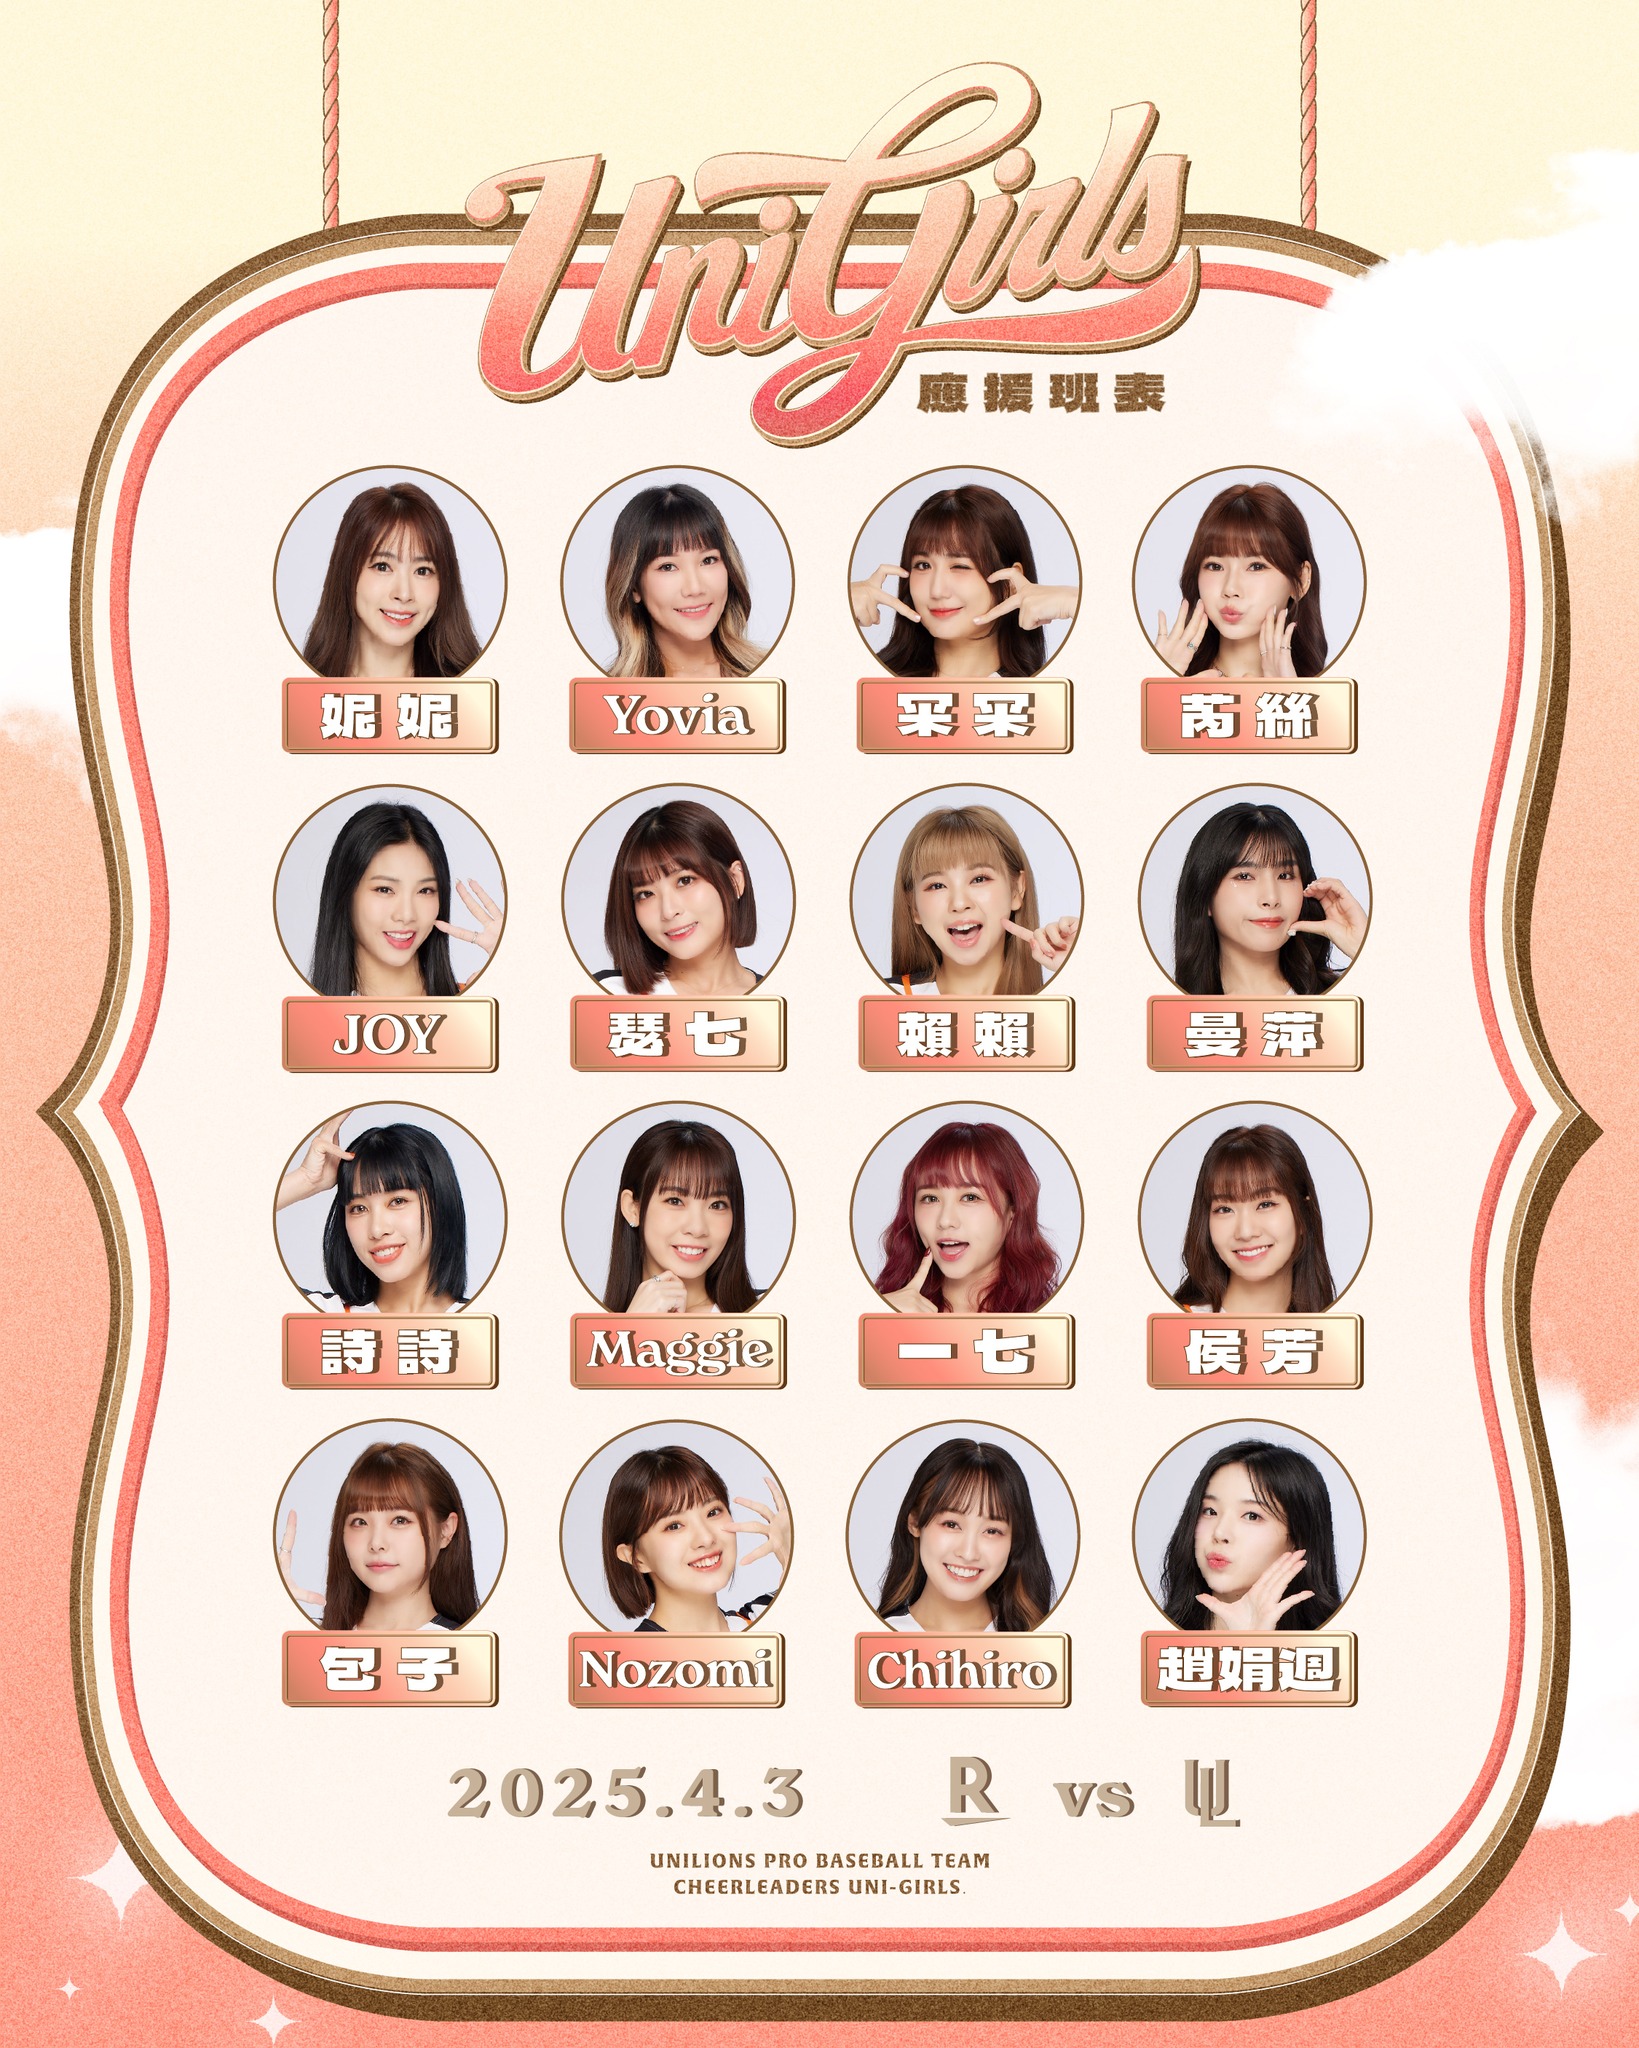 UniGirls
應援班表
妮妮
Yovia
采采
芮絲
JOY
瑟七
賴賴
曼萍
詩詩
Maggie
一七
侯芳
包子
Nozomi
Chihiro
趙娟週
2025.4.3 R vs UL
UNILIONS PRO BASEBALL TEAM
CHEERLEADERS UNI-GIRLS.